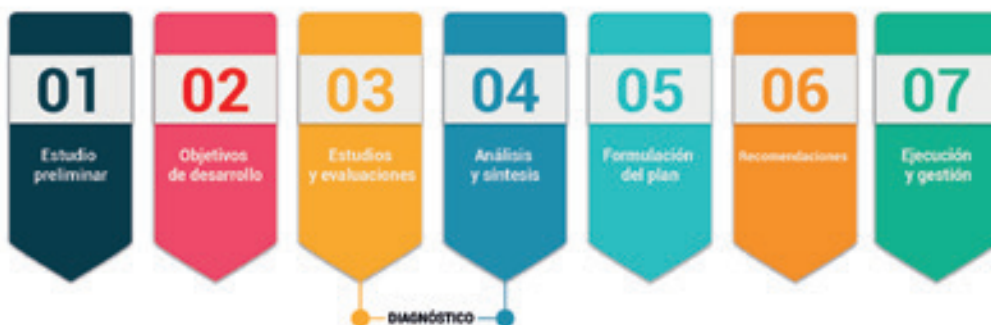 01
Estudio
preliminar
02
Objetivos
de desarrollo
03
Estudios
y evaluaciones
04
Análisis
y síntesis
05
Formulación
del plan
06
Recomendaciones
07
Ejecución
y gestión
DIAGNÓSTICO